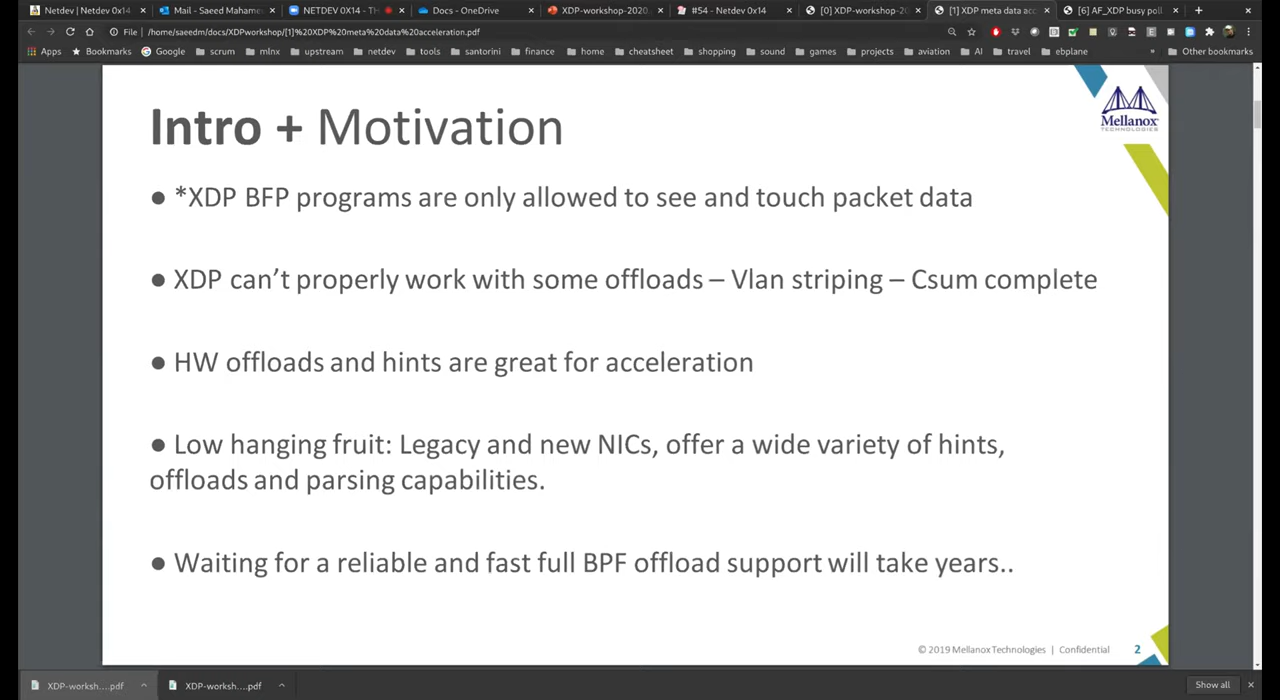 Netdev | Netdev 0x14
Mail - Saeed Mahame
NETDEV 0X14 - TH
Docs - OneDrive
XDP-workshop-2020
#54 - Netdev 0x14
[0] XDP-workshop-20
[1] XDP meta data acc
[6] AF_XDP busy poll
File | /home/saeedm/docs/XDPworkshop/[1]%20XDP%20meta%20data%20acceleration.pdf
Apps Bookmarks Google scrum mlnx upstream netdev tools santorini finance home cheatsheet shopping sound games projects aviation AI travel ebplane » Other bookmarks
Mellanox
TECHNOLOGIES
Intro + Motivation
● *XDP BFP programs are only allowed to see and touch packet data
● XDP can’t properly work with some offloads – Vlan striping – Csum complete
● HW offloads and hints are great for acceleration
● Low hanging fruit: Legacy and new NICs, offer a wide variety of hints,
offloads and parsing capabilities.
● Waiting for a reliable and fast full BPF offload support will take years..
© 2019 Mellanox Technologies | Confidential 2
XDP-worksh....pdf
XDP-worksh....pdf
Show all